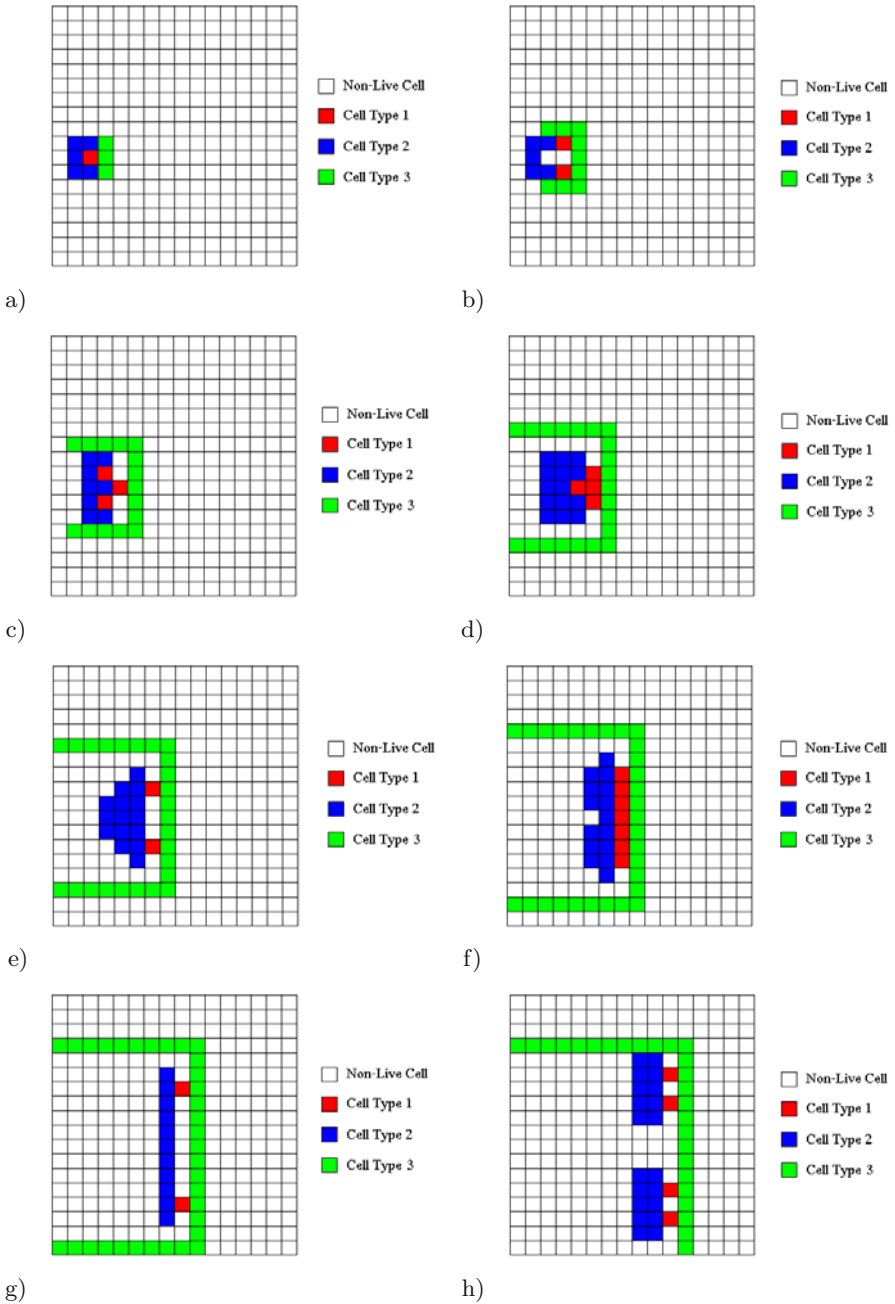 Non-Live Cell
Cell Type 1
Cell Type 2
Cell Type 3
a)
Non-Live Cell
Cell Type 1
Cell Type 2
Cell Type 3
b)
Non-Live Cell
Cell Type 1
Cell Type 2
Cell Type 3
c)
Non-Live Cell
Cell Type 1
Cell Type 2
Cell Type 3
d)
Non-Live Cell
Cell Type 1
Cell Type 2
Cell Type 3
e)
Non-Live Cell
Cell Type 1
Cell Type 2
Cell Type 3
f)
Non-Live Cell
Cell Type 1
Cell Type 2
Cell Type 3
g)
Non-Live Cell
Cell Type 1
Cell Type 2
Cell Type 3
h)